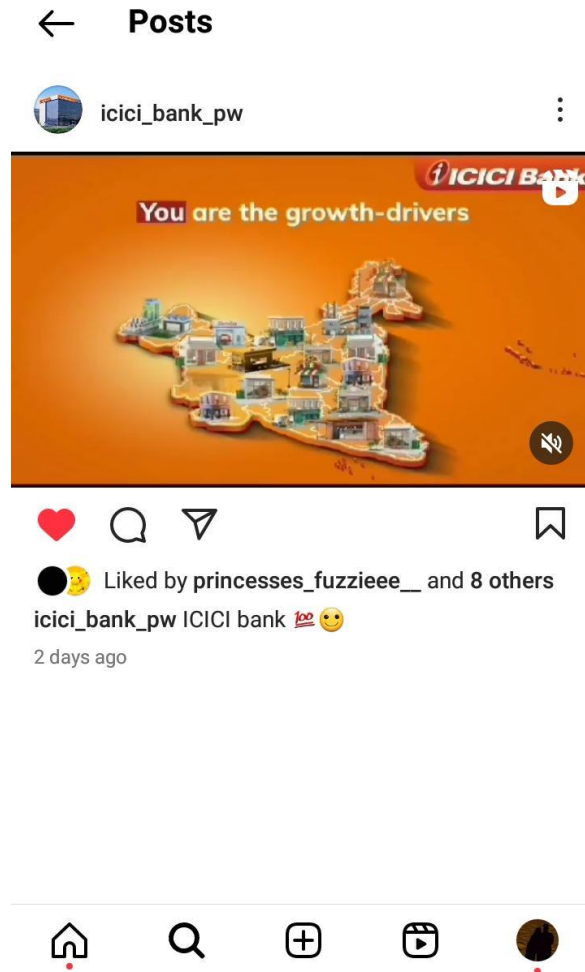 Posts
icici_bank_pw
ICICI Bank
You are the growth-drivers
Liked by princesses_fuzzieee__ and 8 others
icici_bank_pw ICICI bank 💯🙂
2 days ago